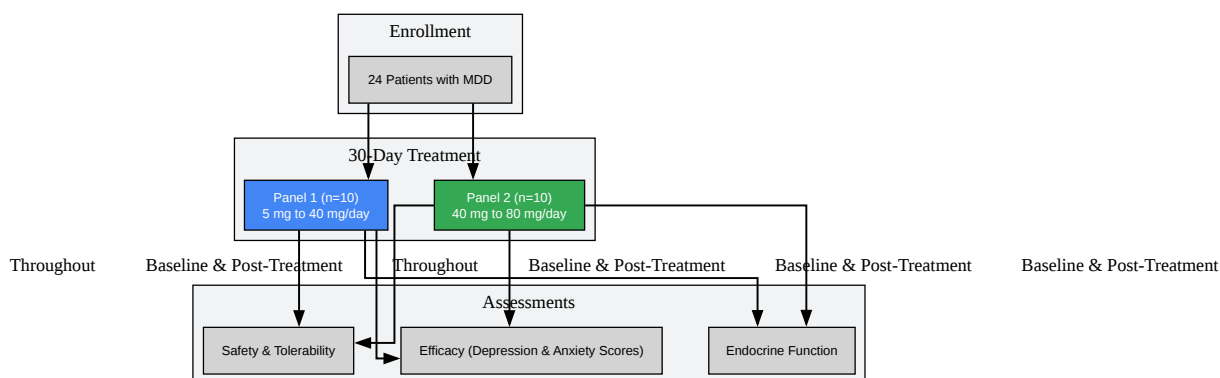 Enrollment
24 Patients with MDD
30-Day Treatment
Panel 1 (n=10)
5 mg to 40 mg/day
Panel 2 (n=10)
40 mg to 80 mg/day
Throughout
Baseline & Post-Treatment
Throughout
Baseline & Post-Treatment
Baseline & Post-Treatment
Baseline & Post-Treatment
Assessments
Safety & Tolerability
Efficacy (Depression & Anxiety Scores)
Endocrine Function